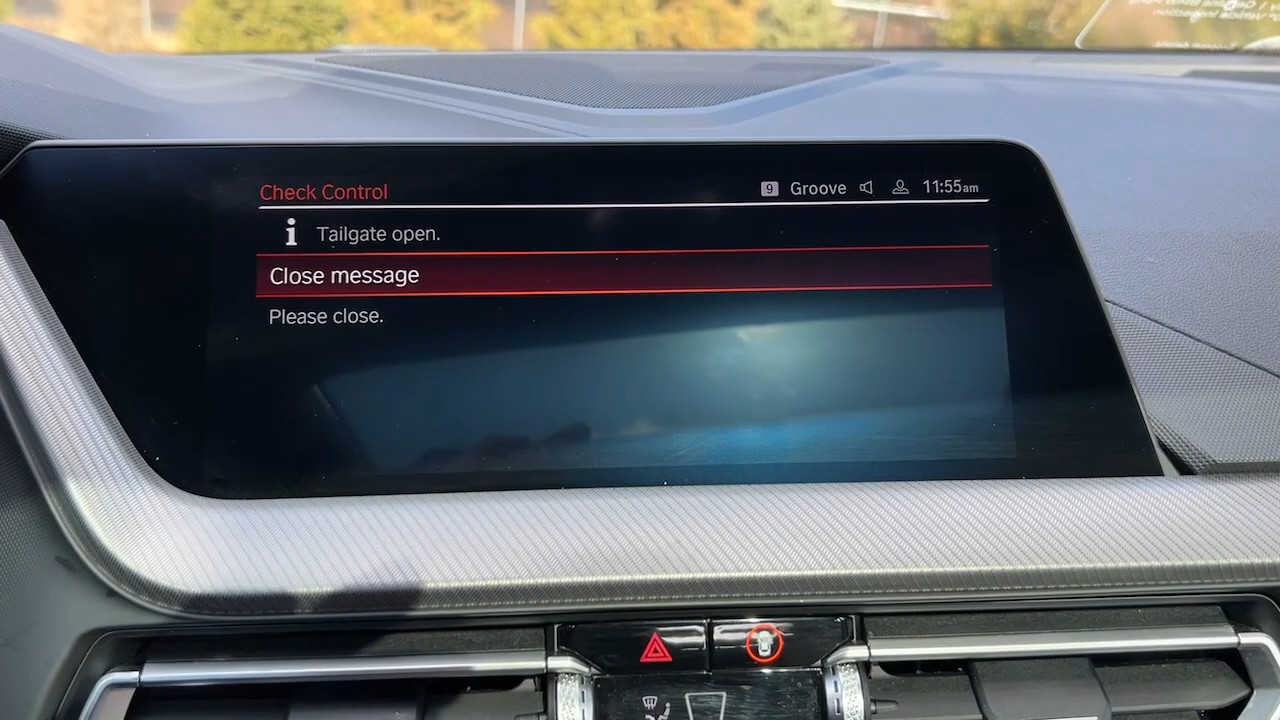 Check Control
9 Groove 11:55am
i Tailgate open.
Close message
Please close.